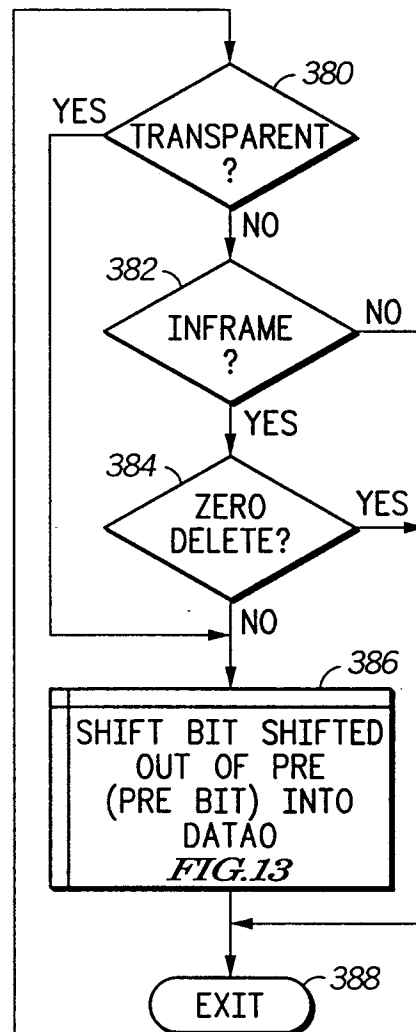 380
YES
TRANSPARENT
?
NO
382
INFRAME
?
NO
YES
384
ZERO
DELETE?
YES
NO
386
SHIFT BIT SHIFTED
OUT OF PRE
(PRE BIT) INTO
DATAO
FIG.13
EXIT
388